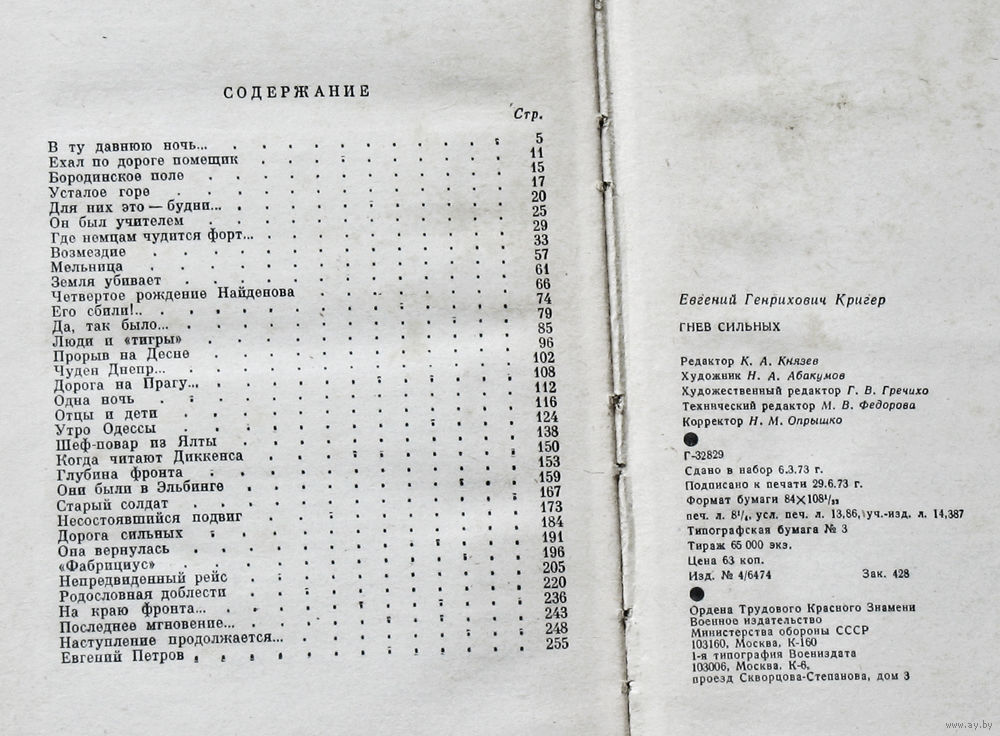 СОДЕРЖАНИЕ
Стр.
В ту давнюю ночь... 5
Ехал по дороге помещик 11
Бородинское поле 15
Усталое горе 17
Для них это — будни... 20
Он был учителем 25
Где немцам чудится форт... 29
Возмездие 33
Мельница 57
Земля убивает 61
Четвертое рождение Найденова 66
Его сбили!.. 74
Да, так было... 79
Люди и «тигры» 85
Прорыв на Десне 96
Чуден Днепр... 102
Дорога на Прагу... 108
Одна ночь 112
Отцы и дети 116
Утро Одессы 124
Шеф-повар из Ялты 138
Когда читают Диккенса 150
Глубина фронта 153
Они были в Эльбинге 159
Старый солдат 167
Несостоявшийся подвиг 173
Дорога сильных 184
Она вернулась 191
«Фабрициус» 196
Непредвиденный рейс 205
Родословная доблести 220
На краю фронта... 236
Последнее мгновение... 243
Наступление продолжается... 248
Евгений Петров 255
Евгений Генрихович Кригер
ГНЕВ СИЛЬНЫХ
Редактор К. А. Князев
Художник Н. А. Абакумов
Художественный редактор Г. В. Гречихо
Технический редактор М. В. Федорова
Корректор Н. М. Опрышко
Г-32829
Сдано в набор 6.3.73 г.
Подписано к печати 29.6.73 г.
Формат бумаги 84×108¹/₃₂
печ. л. 8¹/₄, усл. печ. л. 13,86, уч.-изд. л. 14,387
Типографская бумага № 3
Тираж 65 000 экз.
Цена 63 коп.
Изд. № 4/6474 Зак. 428
Ордена Трудового Красного Знамени
Военное издательство
Министерства обороны СССР
103160, Москва, К-160
1-я типография Воениздата
103006, Москва, К-6,
проезд Скворцова-Степанова, дом 3
www.ay.by